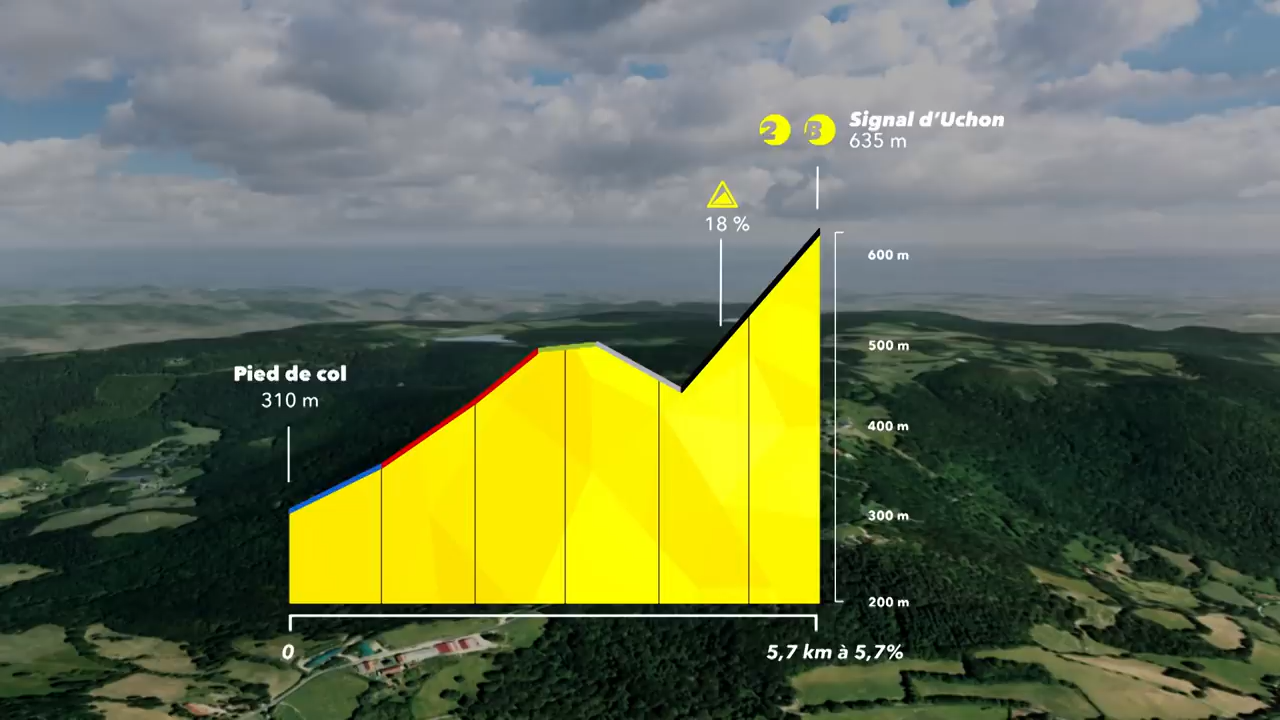 2 B Signal d'Uchon
635 m
18 %
600 m
500 m
Pied de col
310 m
400 m
300 m
200 m
0
5,7 km à 5,7%